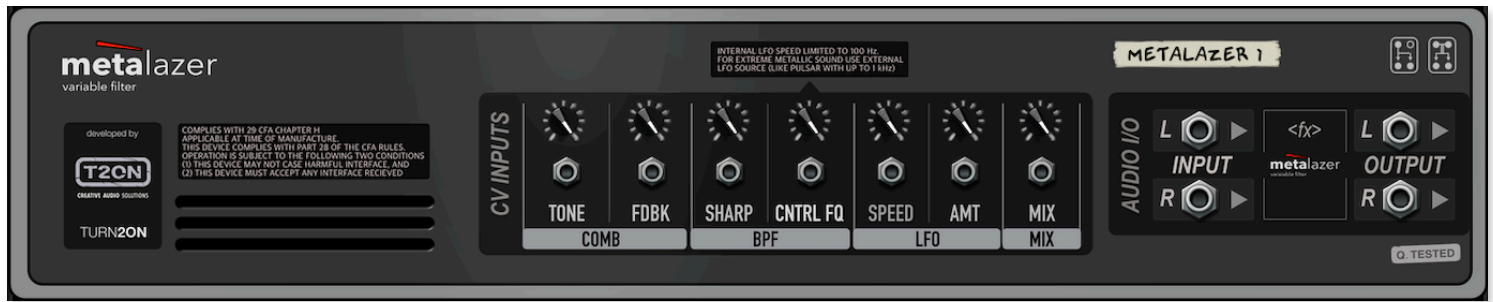 metalazer
variable filter
developed by
T2ON
CREATIVE AUDIO SOLUTIONS
TURN2ON
COMPLIES WITH 29 CFA CHAPTER H
APPLICABLE AT TIME OF MANUFACTURE.
THIS DEVICE COMPLIES WITH PART 28 OF THE CFA RULES.
OPERATION IS SUBJECT TO THE FOLLOWING TWO CONDITIONS
(1) THIS DEVICE MAY NOT CASE HARMFUL INTERFACE, AND
(2) THIS DEVICE MUST ACCEPT ANY INTERFACE RECIEVED
INTERNAL LFO SPEED LIMITED TO 100 Hz.
FOR EXTREME METALLIC SOUND USE EXTERNAL
LFO SOURCE (LIKE PULSAR WITH UP TO 1 kHz)
CV INPUTS
TONE FDBK SHARP CNTRL FQ SPEED AMT MIX
COMB BPF LFO MIX
METALAZER 1
AUDIO I/O
L <fx> L
INPUT metalazer OUTPUT
variable filter
R R
Q. TESTED